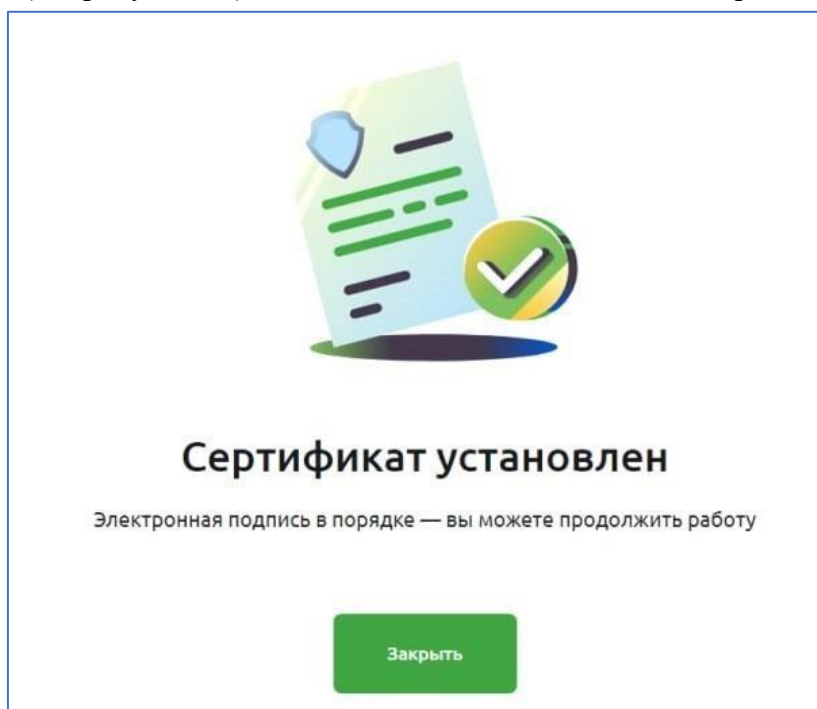 Сертификат установлен
Электронная подпись в порядке — вы можете продолжить работу
Закрыть